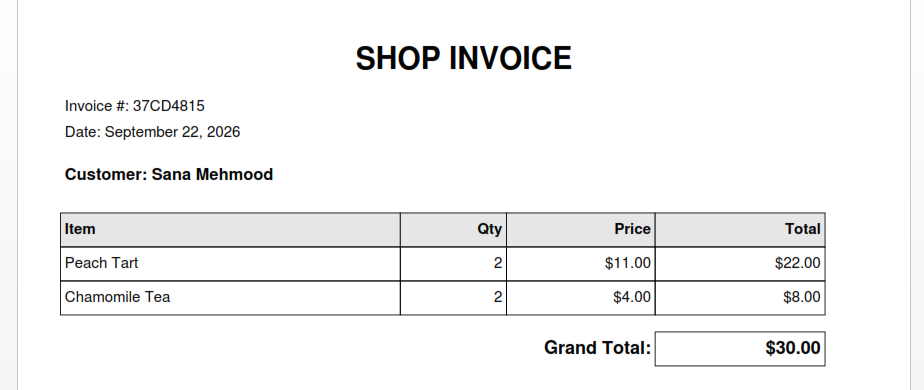 SHOP INVOICE
Invoice #: 37CD4815
Date: September 22, 2026
Customer: Sana Mehmood
Item Qty Price Total
Peach Tart 2 $11.00 $22.00
Chamomile Tea 2 $4.00 $8.00
Grand Total: $30.00